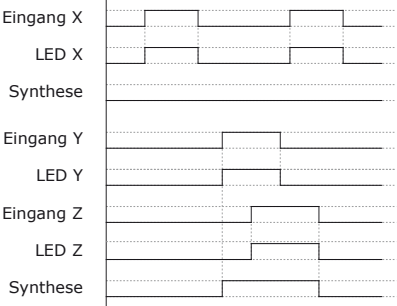 Eingang X
LED X
Synthese
Eingang Y
LED Y
Eingang Z
LED Z
Synthese